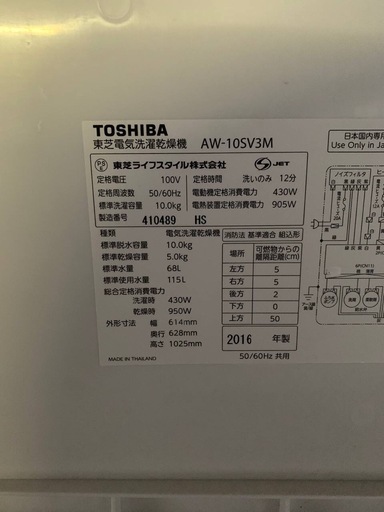 TOSHIBA
東芝電気洗濯乾燥機 AW-10SV3M
日本国内専用
Use Only in Ja
PS E 東芝ライフスタイル株式会社 JET
定格電圧 100V 定格時間 洗いのみ 12分
定格周波数 50/60Hz 電動機定格消費電力 430W
標準洗濯容量 10.0kg 電熱装置定格消費電力 905W
製造番号 410489 HS
種類 電気洗濯乾燥機
標準脱水容量 10.0kg
標準乾燥容量 5.0kg
標準水量 68L
標準使用水量 115L
総合定格消費電力
洗濯時 430W
乾燥時 950W
外形寸法 幅 614mm
奥行 628mm
高さ 1025mm
MADE IN THAILAND
消防法 基準適合 組込形
場所 可燃物からの離隔距離(cm)
左方 5
右方 5
後方 2
下方 0
上方 50
2016 年製
50/60Hz 共用
ノイズフィルタ